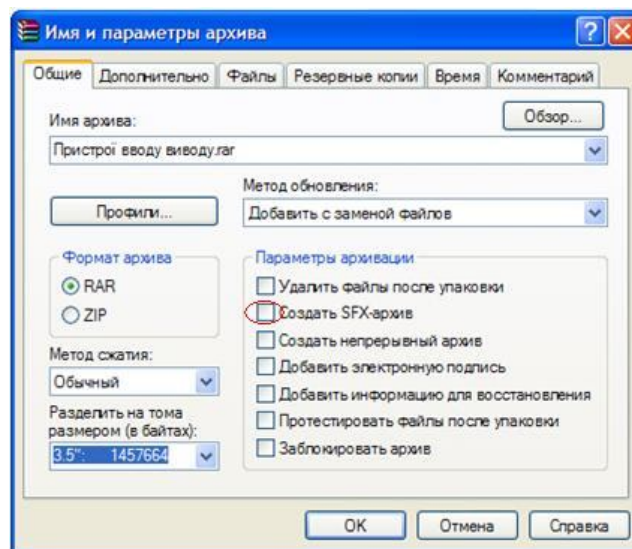 Имя и параметры архива
Общие Дополнительно Файлы Резервные копии Время Комментарий
Имя архива:
Обзор...
Пристрої вводу виводу.rar
Метод обновления:
Профили...
Добавить с заменой файлов
Формат архива
RAR
ZIP
Метод сжатия:
Обычный
Разделить на тома
размером (в байтах):
3.5": 1457664
Параметры архивации
Удалить файлы после упаковки
Создать SFX-архив
Создать непрерывный архив
Добавить электронную подпись
Добавить информацию для восстановления
Протестировать файлы после упаковки
Заблокировать архив
OK Отмена Справка